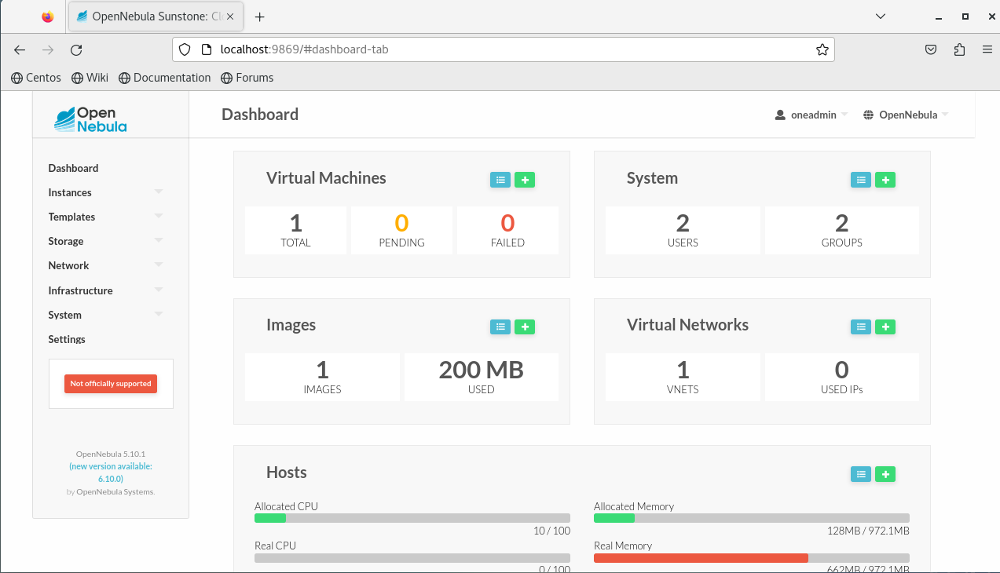 OpenNebula Sunstone: Cl
localhost:9869/#dashboard-tab
Centos Wiki Documentation Forums
Open
Nebula
Dashboard
oneadmin
OpenNebula
Dashboard
Instances
Templates
Storage
Network
Infrastructure
System
Settings
Not officially supported
OpenNebula 5.10.1
(new version available:
6.10.0)
by OpenNebula Systems.
Virtual Machines
1
TOTAL
0
PENDING
0
FAILED
System
2
USERS
2
GROUPS
Images
1
IMAGES
200 MB
USED
Virtual Networks
1
VNETS
0
USED IPs
Hosts
Allocated CPU
10 / 100
Real CPU
0 / 100
Allocated Memory
128MB / 972.1MB
Real Memory
662MB / 972.1MB